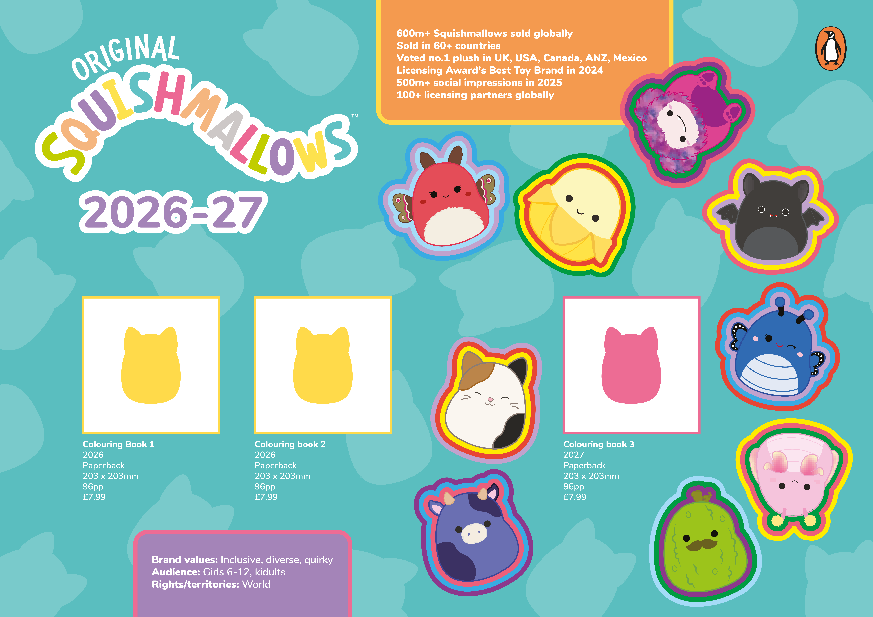 ORIGINAL
SQUISHMALLOWS™
2026-27
600m+ Squishmallows sold globally
Sold in 60+ countries
Voted no.1 plush in UK, USA, Canada, ANZ, Mexico
Licensing Award's Best Toy Brand in 2024
500m+ social impressions in 2025
100+ licensing partners globally
Colouring Book 1
2026
Paperback
203 x 203mm
96pp
£7.99
Colouring book 2
2026
Paperback
203 x 203mm
96pp
£7.99
Colouring book 3
2027
Paperback
203 x 203mm
96pp
£7.99
Brand values: Inclusive, diverse, quirky
Audience: Girls 6-12, kidults
Rights/territories: World